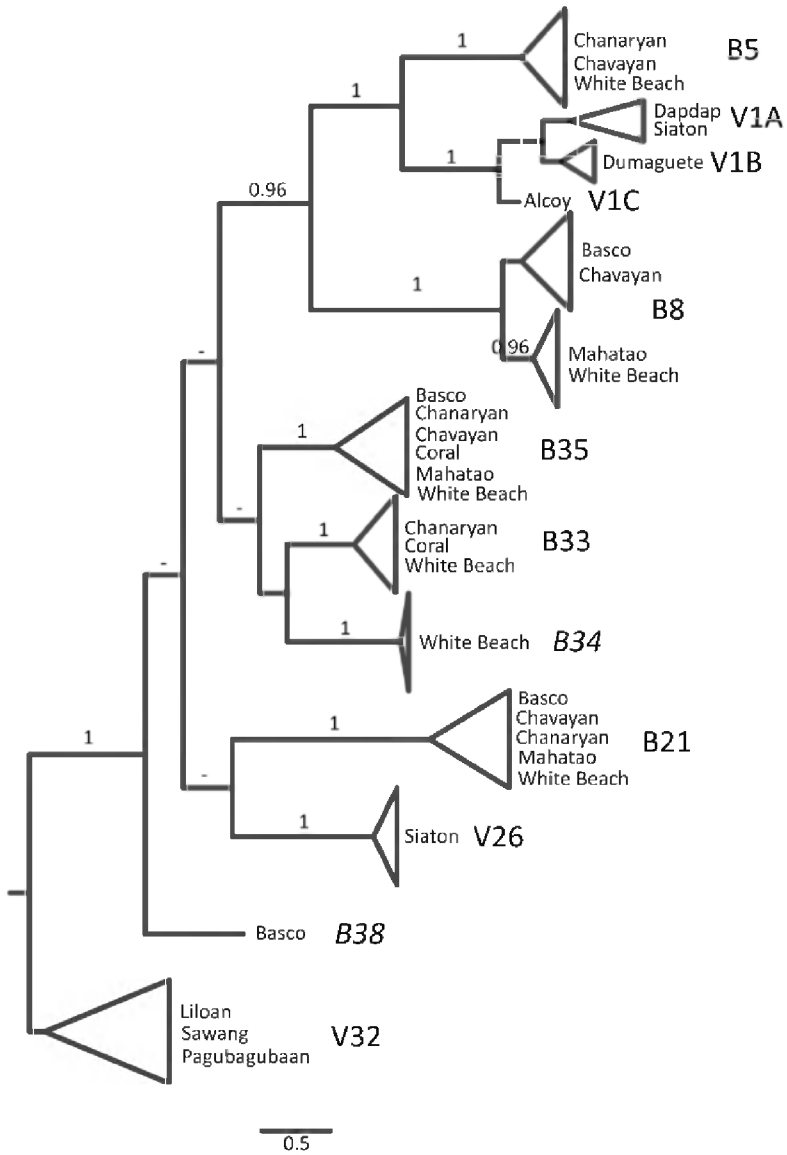 1
Chanaryan
Chavayan
White Beach
B5
1
Dapdap
Siaton
V1A
1
Dumaguete V1B
Alcoy V1C
0.96
Basco
Chavayan
1
B8
0.96
Mahatao
White Beach
-
Basco
Chanaryan
Chavayan
Coral
Mahatao
White Beach
1
B35
-
Chanaryan
Coral
White Beach
1
B33
-
1
White Beach B34
Basco
Chavayan
Chanaryan
Mahatao
White Beach
1
B21
1
-
1
Siaton V26
Basco B38
Liloan
Sawang
Pagubagubaan
V32
0.5